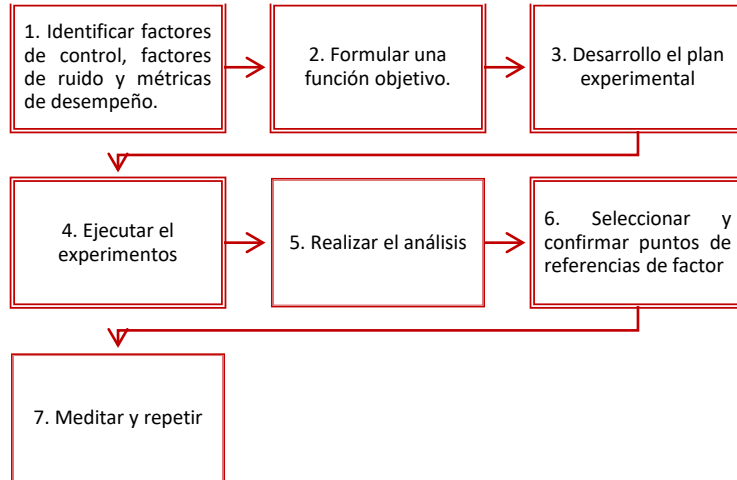 1. Identificar factores
de control, factores
de ruido y métricas
de desempeño.
2. Formular una
función objetivo.
3. Desarrollo el plan
experimental
4. Ejecutar el
experimentos
5. Realizar el análisis
6. Seleccionar y
confirmar puntos de
referencias de factor
7. Meditar y repetir